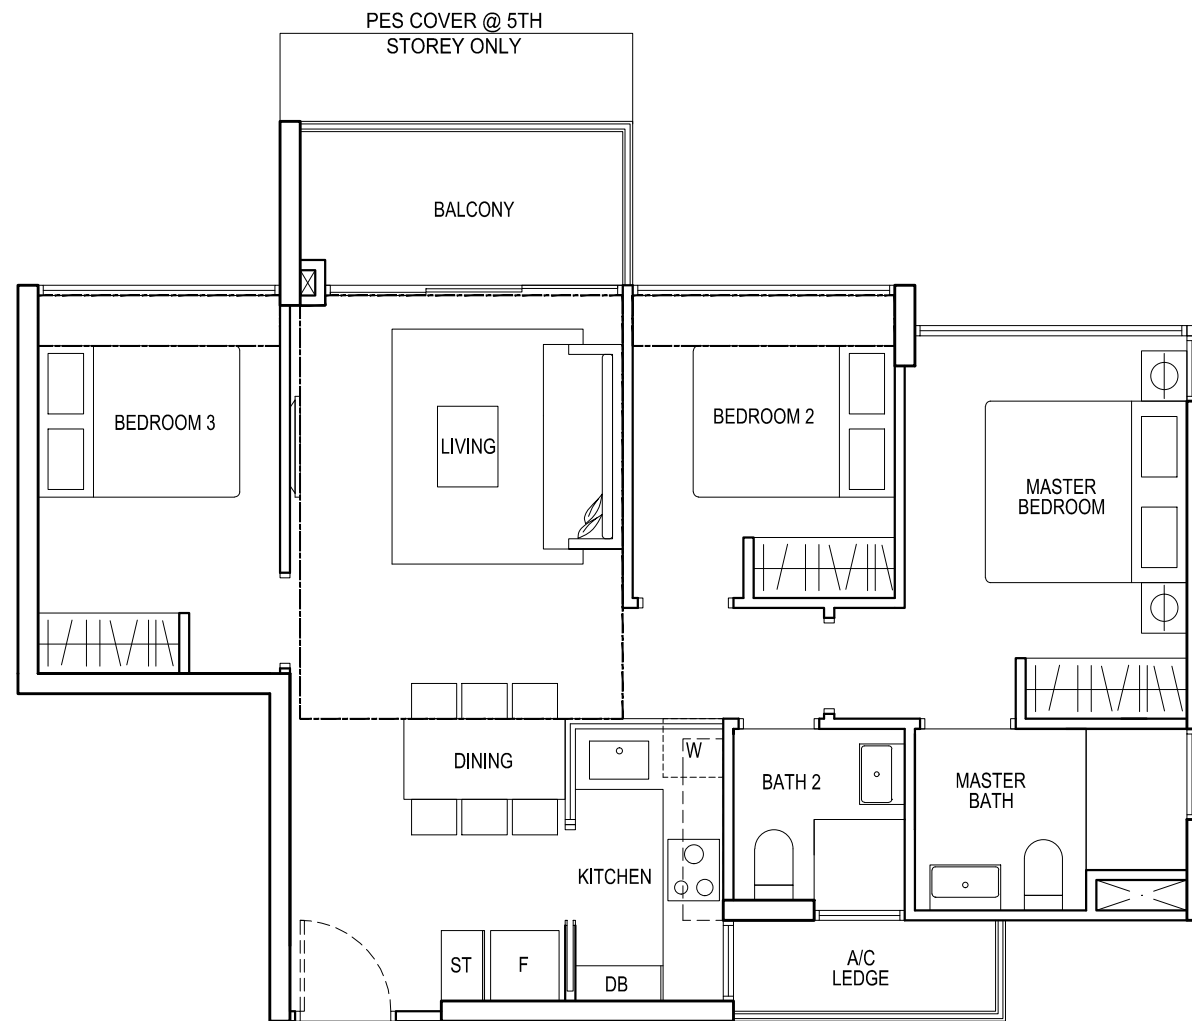 PES COVER @ 5TH
STOREY ONLY
BALCONY
BEDROOM 3
LIVING
BEDROOM 2
MASTER
BEDROOM
DINING
W
BATH 2
MASTER
BATH
KITCHEN
ST
F
DB
A/C
LEDGE